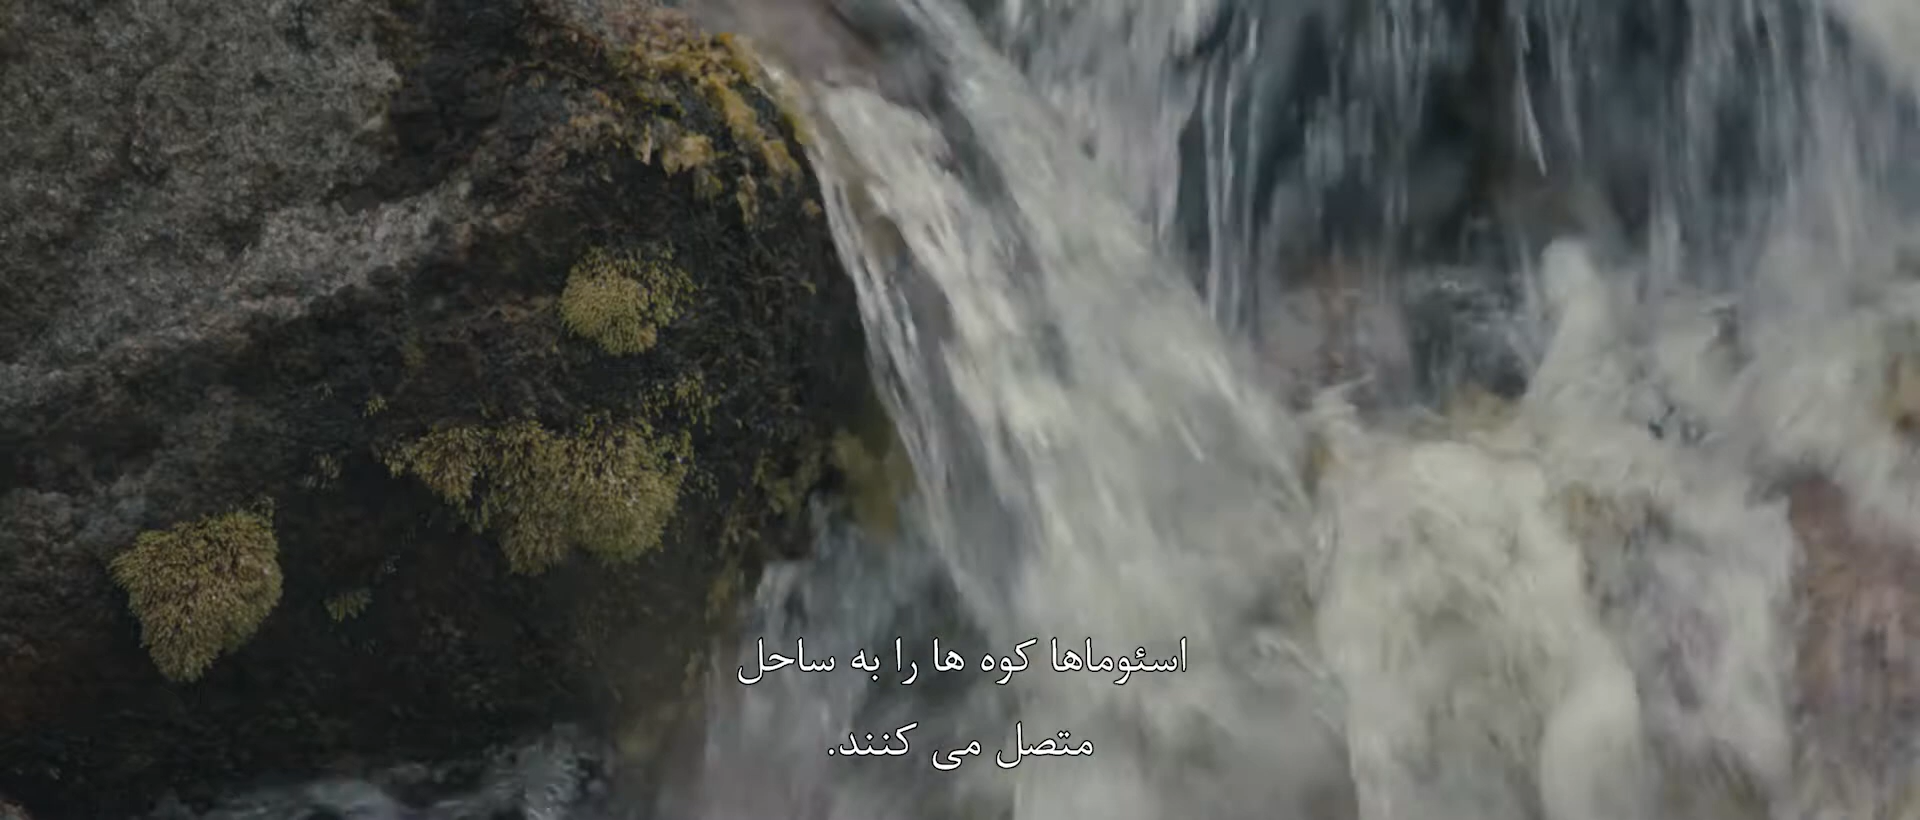 اسئوماها کوه ها را به ساحل
متصل می کنند.